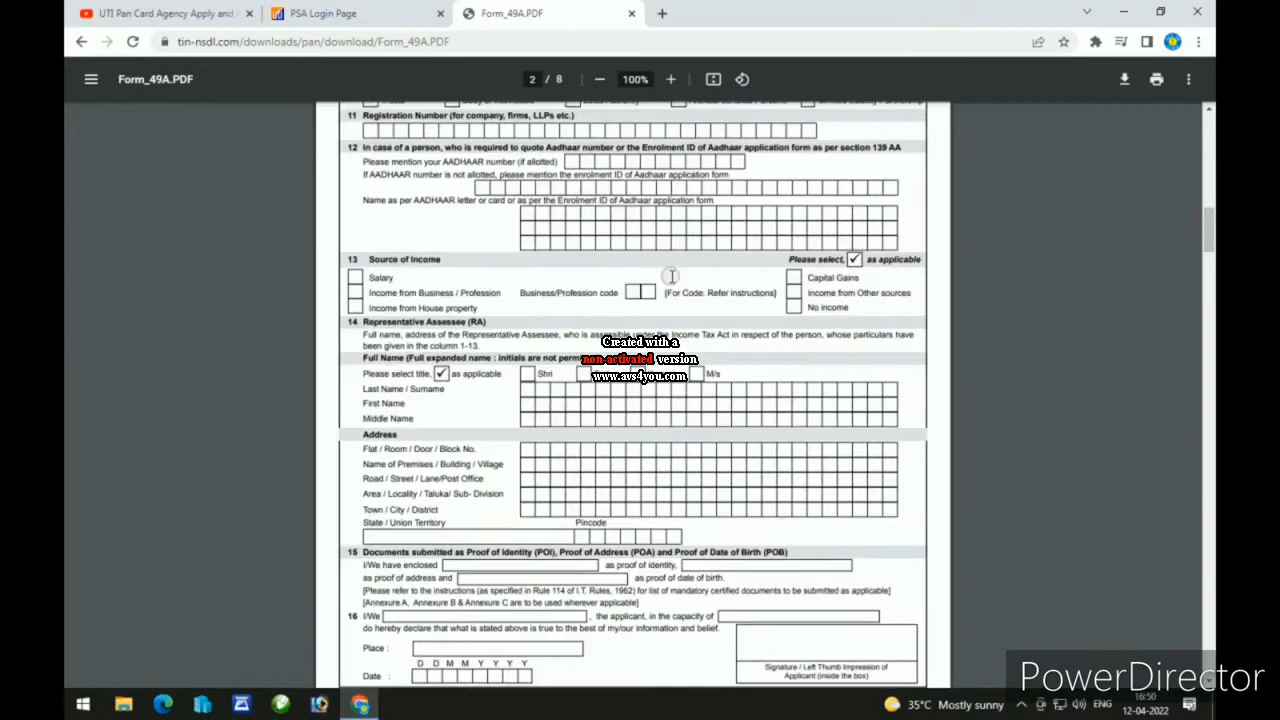 UTI Pan Card Agency Apply and
PSA Login Page
Form_49A.PDF
tin-nsdl.com/downloads/pan/download/Form_49A.PDF
Form_49A.PDF
2 / 8
100%
11 Registration Number (for company, firms, LLPs etc.)
12 In case of a person, who is required to quote Aadhaar number or the Enrolment ID of Aadhaar application form as per section 139 AA
Please mention your AADHAAR number (if allotted)
If AADHAAR number is not allotted, please mention the enrolment ID of Aadhaar application form
Name as per AADHAAR letter or card or as per the Enrolment ID of Aadhaar application form
13 Source of Income Please select, ✓ as applicable
Salary Capital Gains
Income from Business / Profession Business/Profession code [For Code: Refer instructions] Income from Other sources
Income from House property No income
14 Representative Assessee (RA)
Full name, address of the Representative Assessee, who is assessible under the Income Tax Act in respect of the person, whose particulars have
been given in the column 1-13.
Full Name (Full expanded name : initials are not
Created with a
non-activated version
www.avs4you.com
Please select title, ✓ as applicable Shri M/s
Last Name / Surname
First Name
Middle Name
Address
Flat / Room / Door / Block No.
Name of Premises / Building / Village
Road / Street / Lane/Post Office
Area / Locality / Taluka/ Sub- Division
Town / City / District
State / Union Territory Pincode
15 Documents submitted as Proof of Identity (POI), Proof of Address (POA) and Proof of Date of Birth (POB)
I/We have enclosed as proof of identity,
as proof of address and as proof of date of birth.
[Please refer to the instructions (as specified in Rule 114 of I.T. Rules, 1962) for list of mandatory certified documents to be submitted as applicable]
[Annexure A, Annexure B & Annexure C are to be used wherever applicable]
16 I/We , the applicant, in the capacity of
do hereby declare that what is stated above is true to the best of my/our information and belief.
Place :
D D M M Y Y Y Y
Date :
Signature / Left Thumb Impression of
Applicant (inside the box)
PowerDirector
35°C Mostly sunny
ENG
16:50
12-04-2022